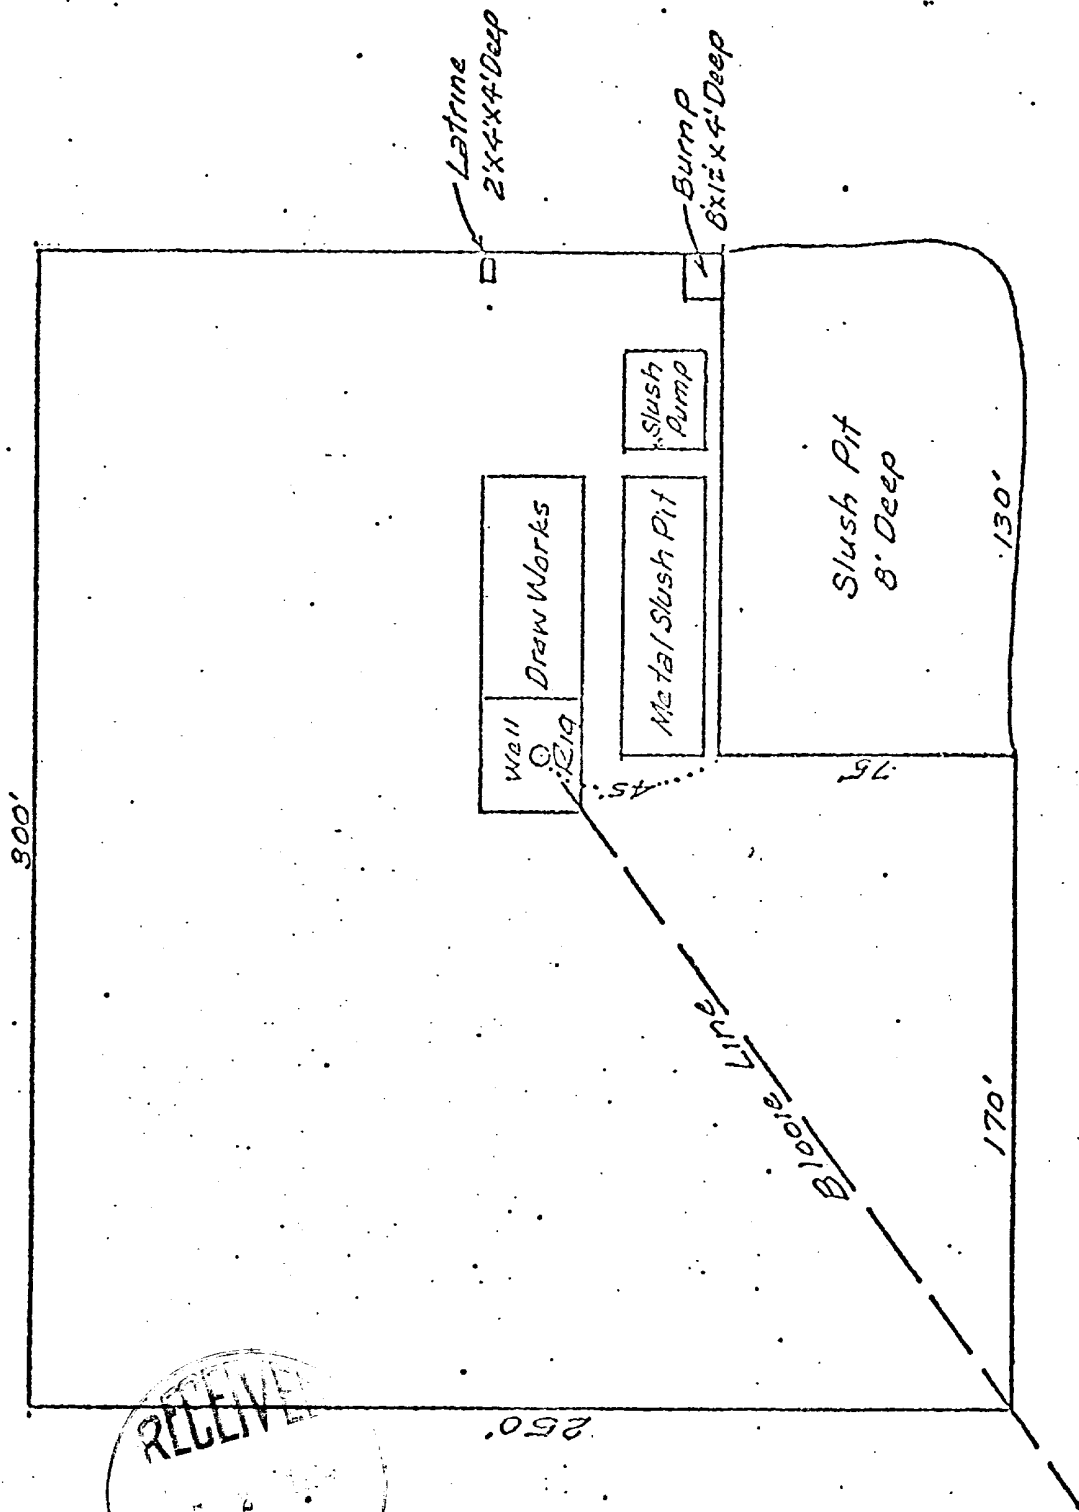 300'
Latrine
2'x4'x4'Deep
Well
Rig
Draw Works
Slush
Pump
Burn P
8'x12'x4'Deep
Metal Slush Pit
45'
Slush Pit
8' Deep
75'
130'
Blooie Line
170'
250'
RECEIVE